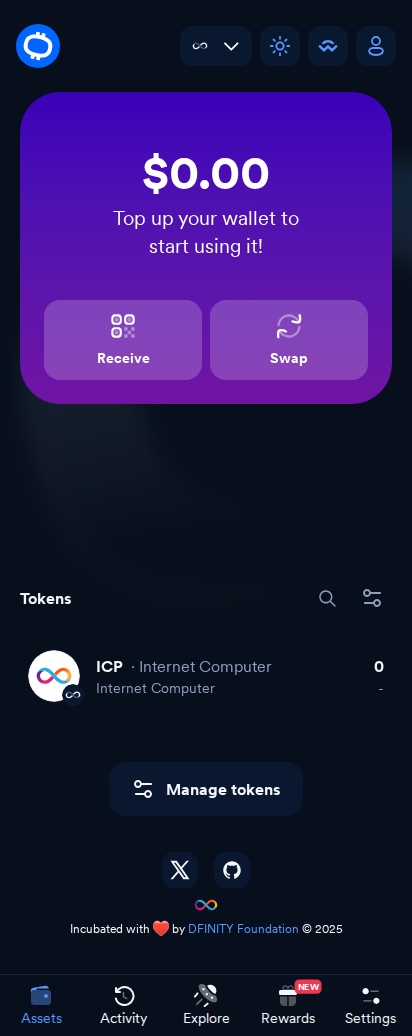 $0.00
Top up your wallet to
start using it!
Receive
Swap
Tokens
ICP · Internet Computer
0
Internet Computer
-
Manage tokens
Incubated with ❤️ by DFINITY Foundation © 2025
NEW
Assets
Activity
Explore
Rewards
Settings